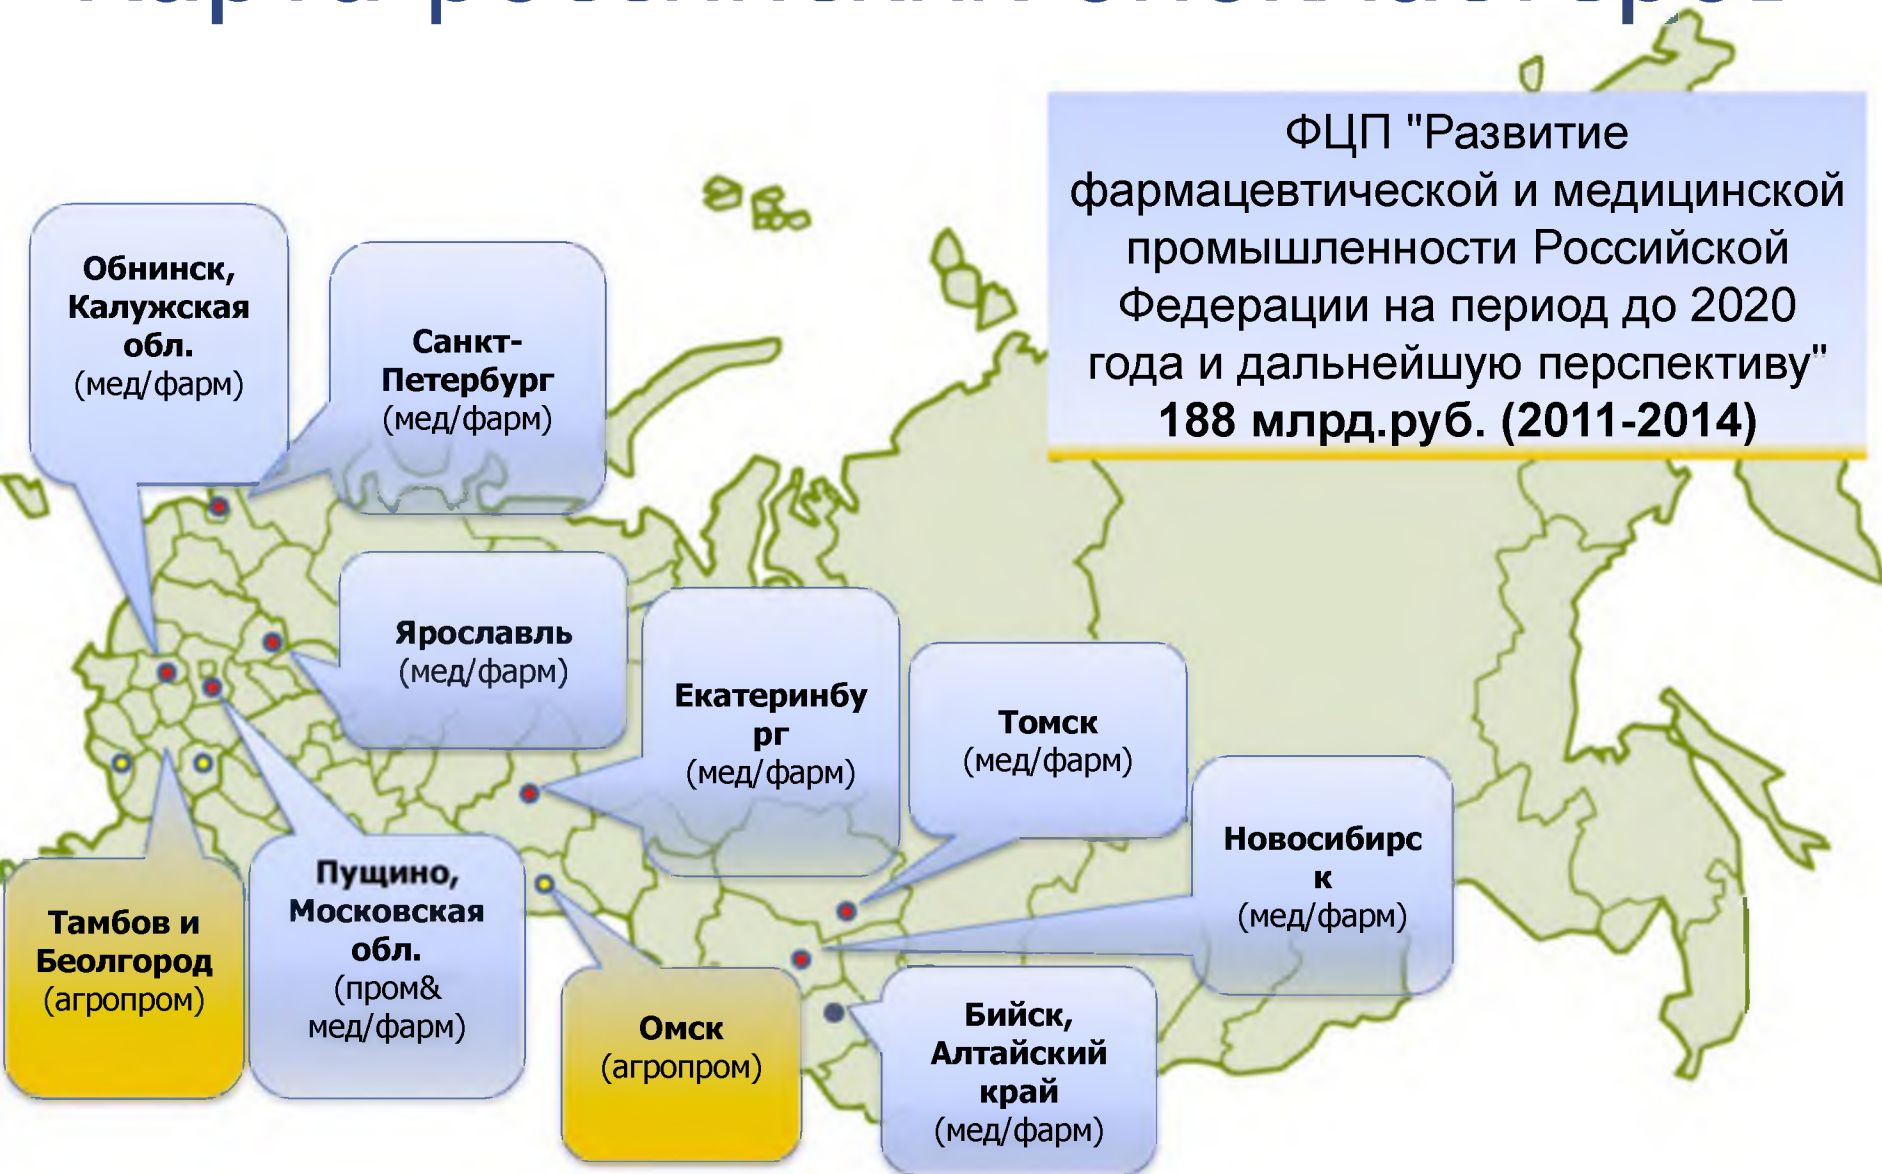 ФЦП "Развитие
фармацевтической и медицинской
промышленности Российской
Федерации на период до 2020
года и дальнейшую перспективу"
188 млрд.руб. (2011-2014)
Обнинск,
Калужская
обл.
(мед/фарм)
Санкт-
Петербург
(мед/фарм)
Ярославль
(мед/фарм)
Екатеринбу
рг
(мед/фарм)
Томск
(мед/фарм)
Новосибирс
к
(мед/фарм)
Тамбов и
Беолгород
(агропром)
Пущино,
Московская
обл.
(пром&
мед/фарм)
Омск
(агропром)
Бийск,
Алтайский
край
(мед/фарм)